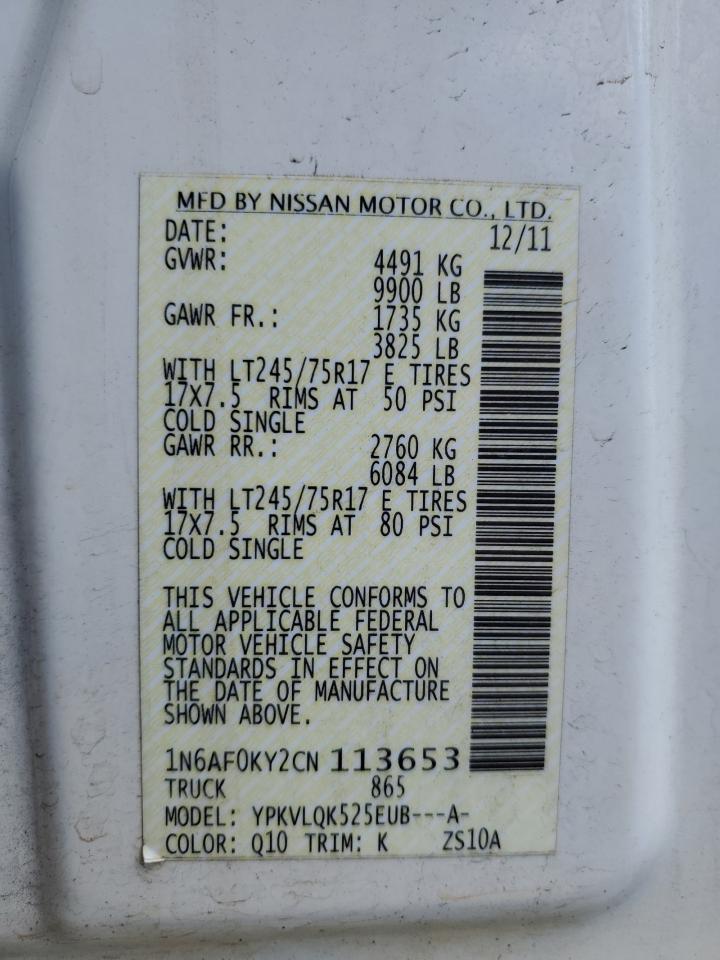 MFD BY NISSAN MOTOR CO., LTD.
DATE: 12/11
GVWR: 4491 KG
9900 LB
GAWR FR.: 1735 KG
3825 LB
WITH LT245/75R17 E TIRES
17X7.5 RIMS AT 50 PSI
COLD SINGLE
GAWR RR.: 2760 KG
6084 LB
WITH LT245/75R17 E TIRES
17X7.5 RIMS AT 80 PSI
COLD SINGLE
THIS VEHICLE CONFORMS TO
ALL APPLICABLE FEDERAL
MOTOR VEHICLE SAFETY
STANDARDS IN EFFECT ON
THE DATE OF MANUFACTURE
SHOWN ABOVE.
1N6AF0KY2CN 113653
TRUCK 865
MODEL: YPKVLQK525EUB---A-
COLOR: Q10 TRIM: K ZS10A